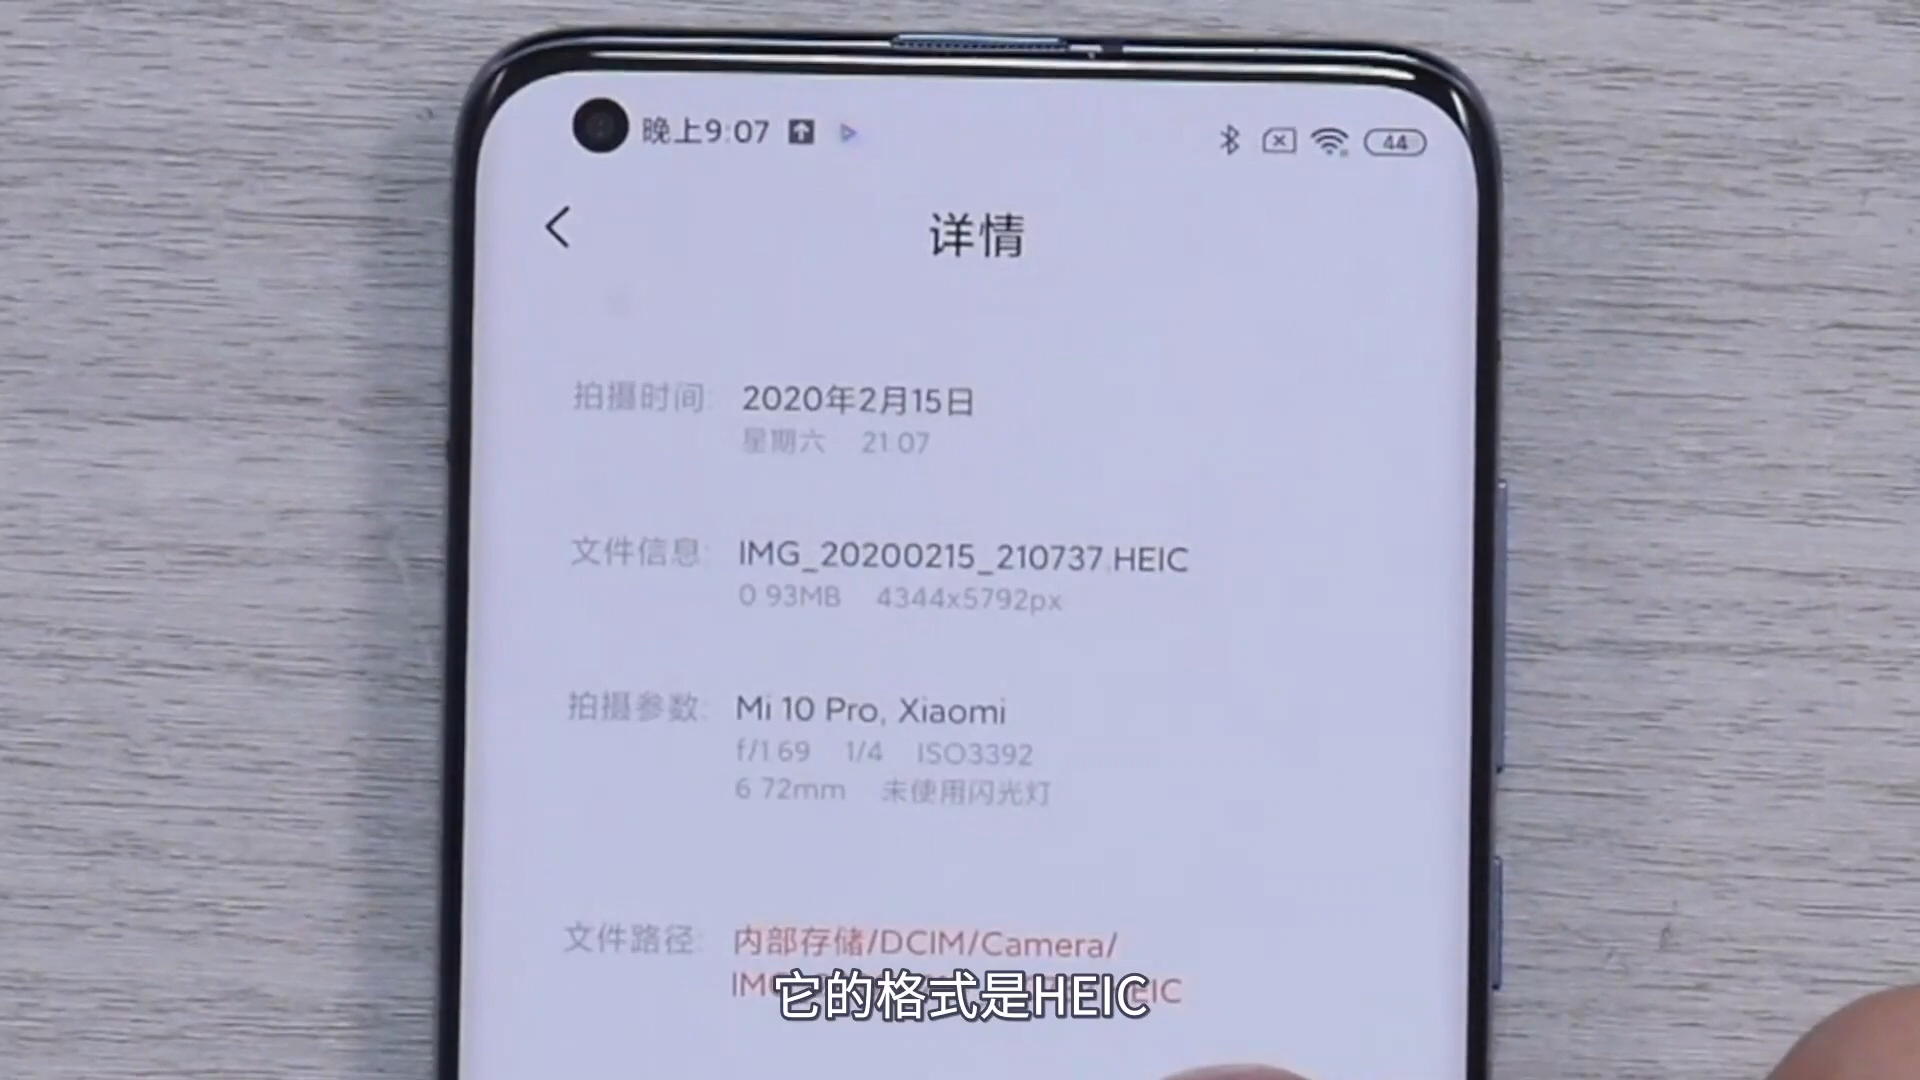 晚上9:07
44
详情
拍摄时间: 2020年2月15日
星期六 21:07
文件信息: IMG_20200215_210737.HEIC
0.93MB 4344x5792px
拍摄参数: Mi 10 Pro, Xiaomi
f/1.69 1/4 ISO3392
6.72mm 未使用闪光灯
文件路径: 内部存储/DCIM/Camera/
它的格式是HEIC